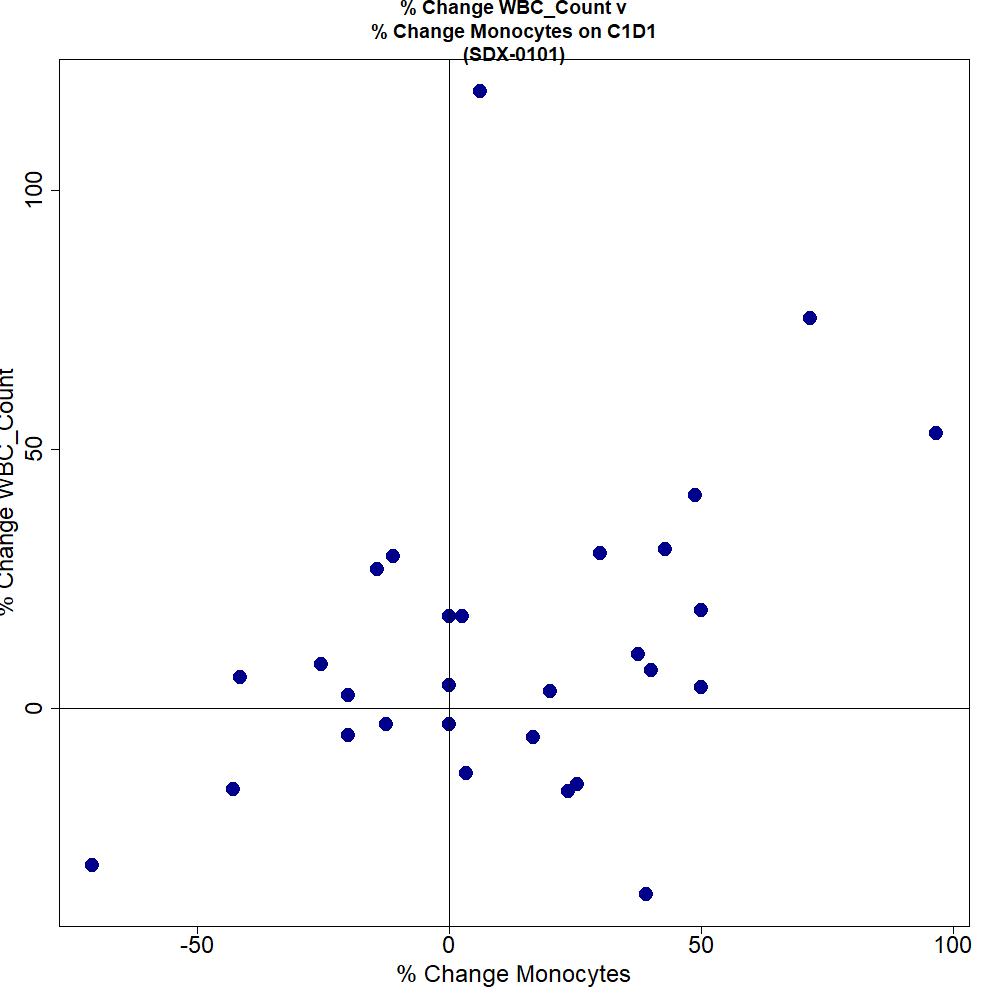 % Change WBC_Count v
% Change Monocytes on C1D1
(SDX-0101)
% Change WBC_Count
100
50
0
-50 0 50 100
% Change Monocytes